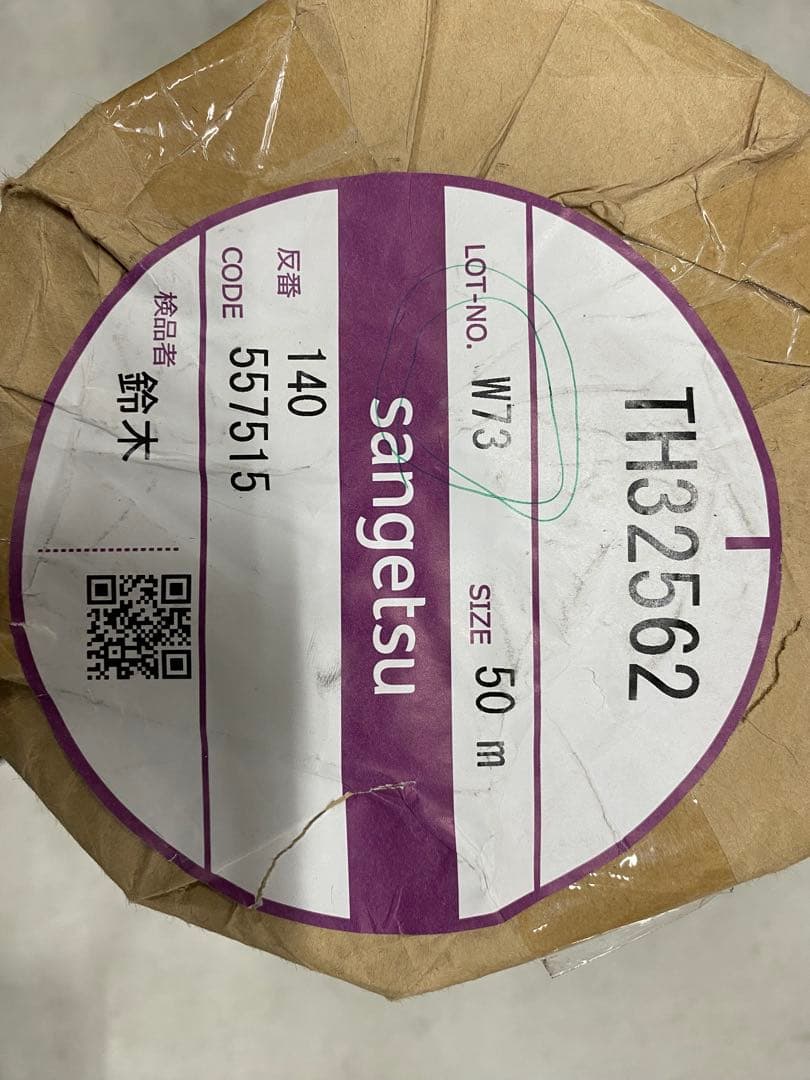 TH32562
LOT-NO. W73 SIZE 50 m
sangetsu
反番 140
CODE 557515
検品者 鈴木